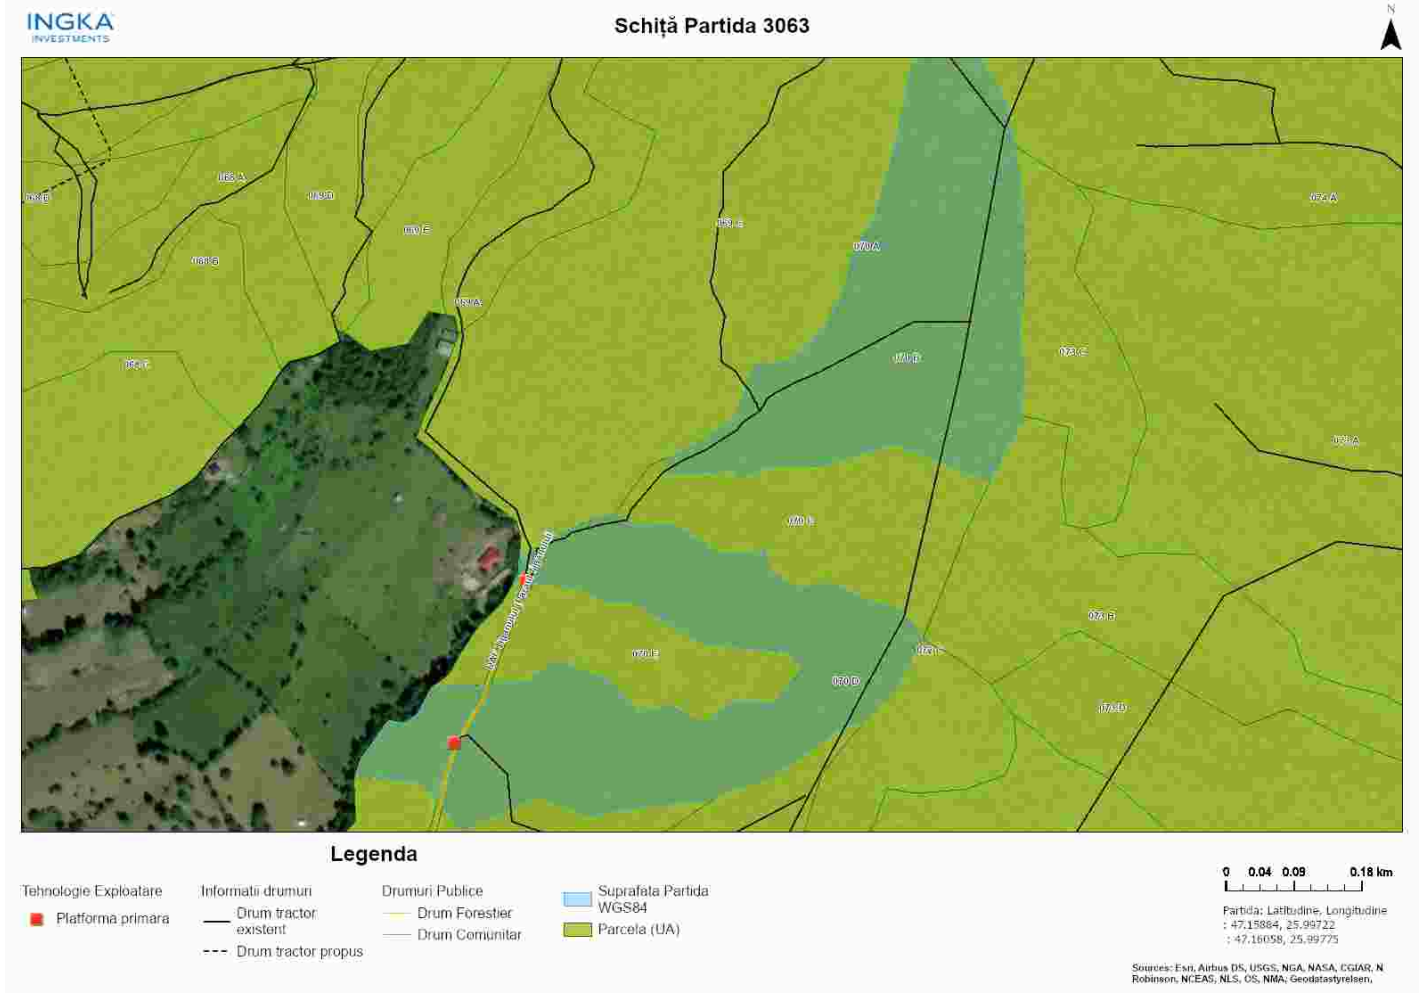 INGKA
INVESTMENTS
Schiță Partida 3063
N
068 A
069 D
069 E
069 C
070 A
074 A
068 B
069 A
070 B
073 C
073 A
070 C
073 B
070 E
070 D
073 D
Legenda
Tehnologie Exploatare
Platforma primara
Informatii drumuri
Drum tractor
existent
Drum tractor propus
Drumuri Publice
Drum Forestier
Drum Comunitar
Suprafata Partida
WGS84
Parcela (UA)
0 0.04 0.09 0.18 km
Partida: Latitudine, Longitudine
: 47.15884, 25.99722
: 47.16058, 25.99775
Sources: Esri, Airbus DS, USGS, NGA, NASA, CGIAR, N
Robinson, NCEAS, NLS, OS, NMA, Geodatastyrelsen,